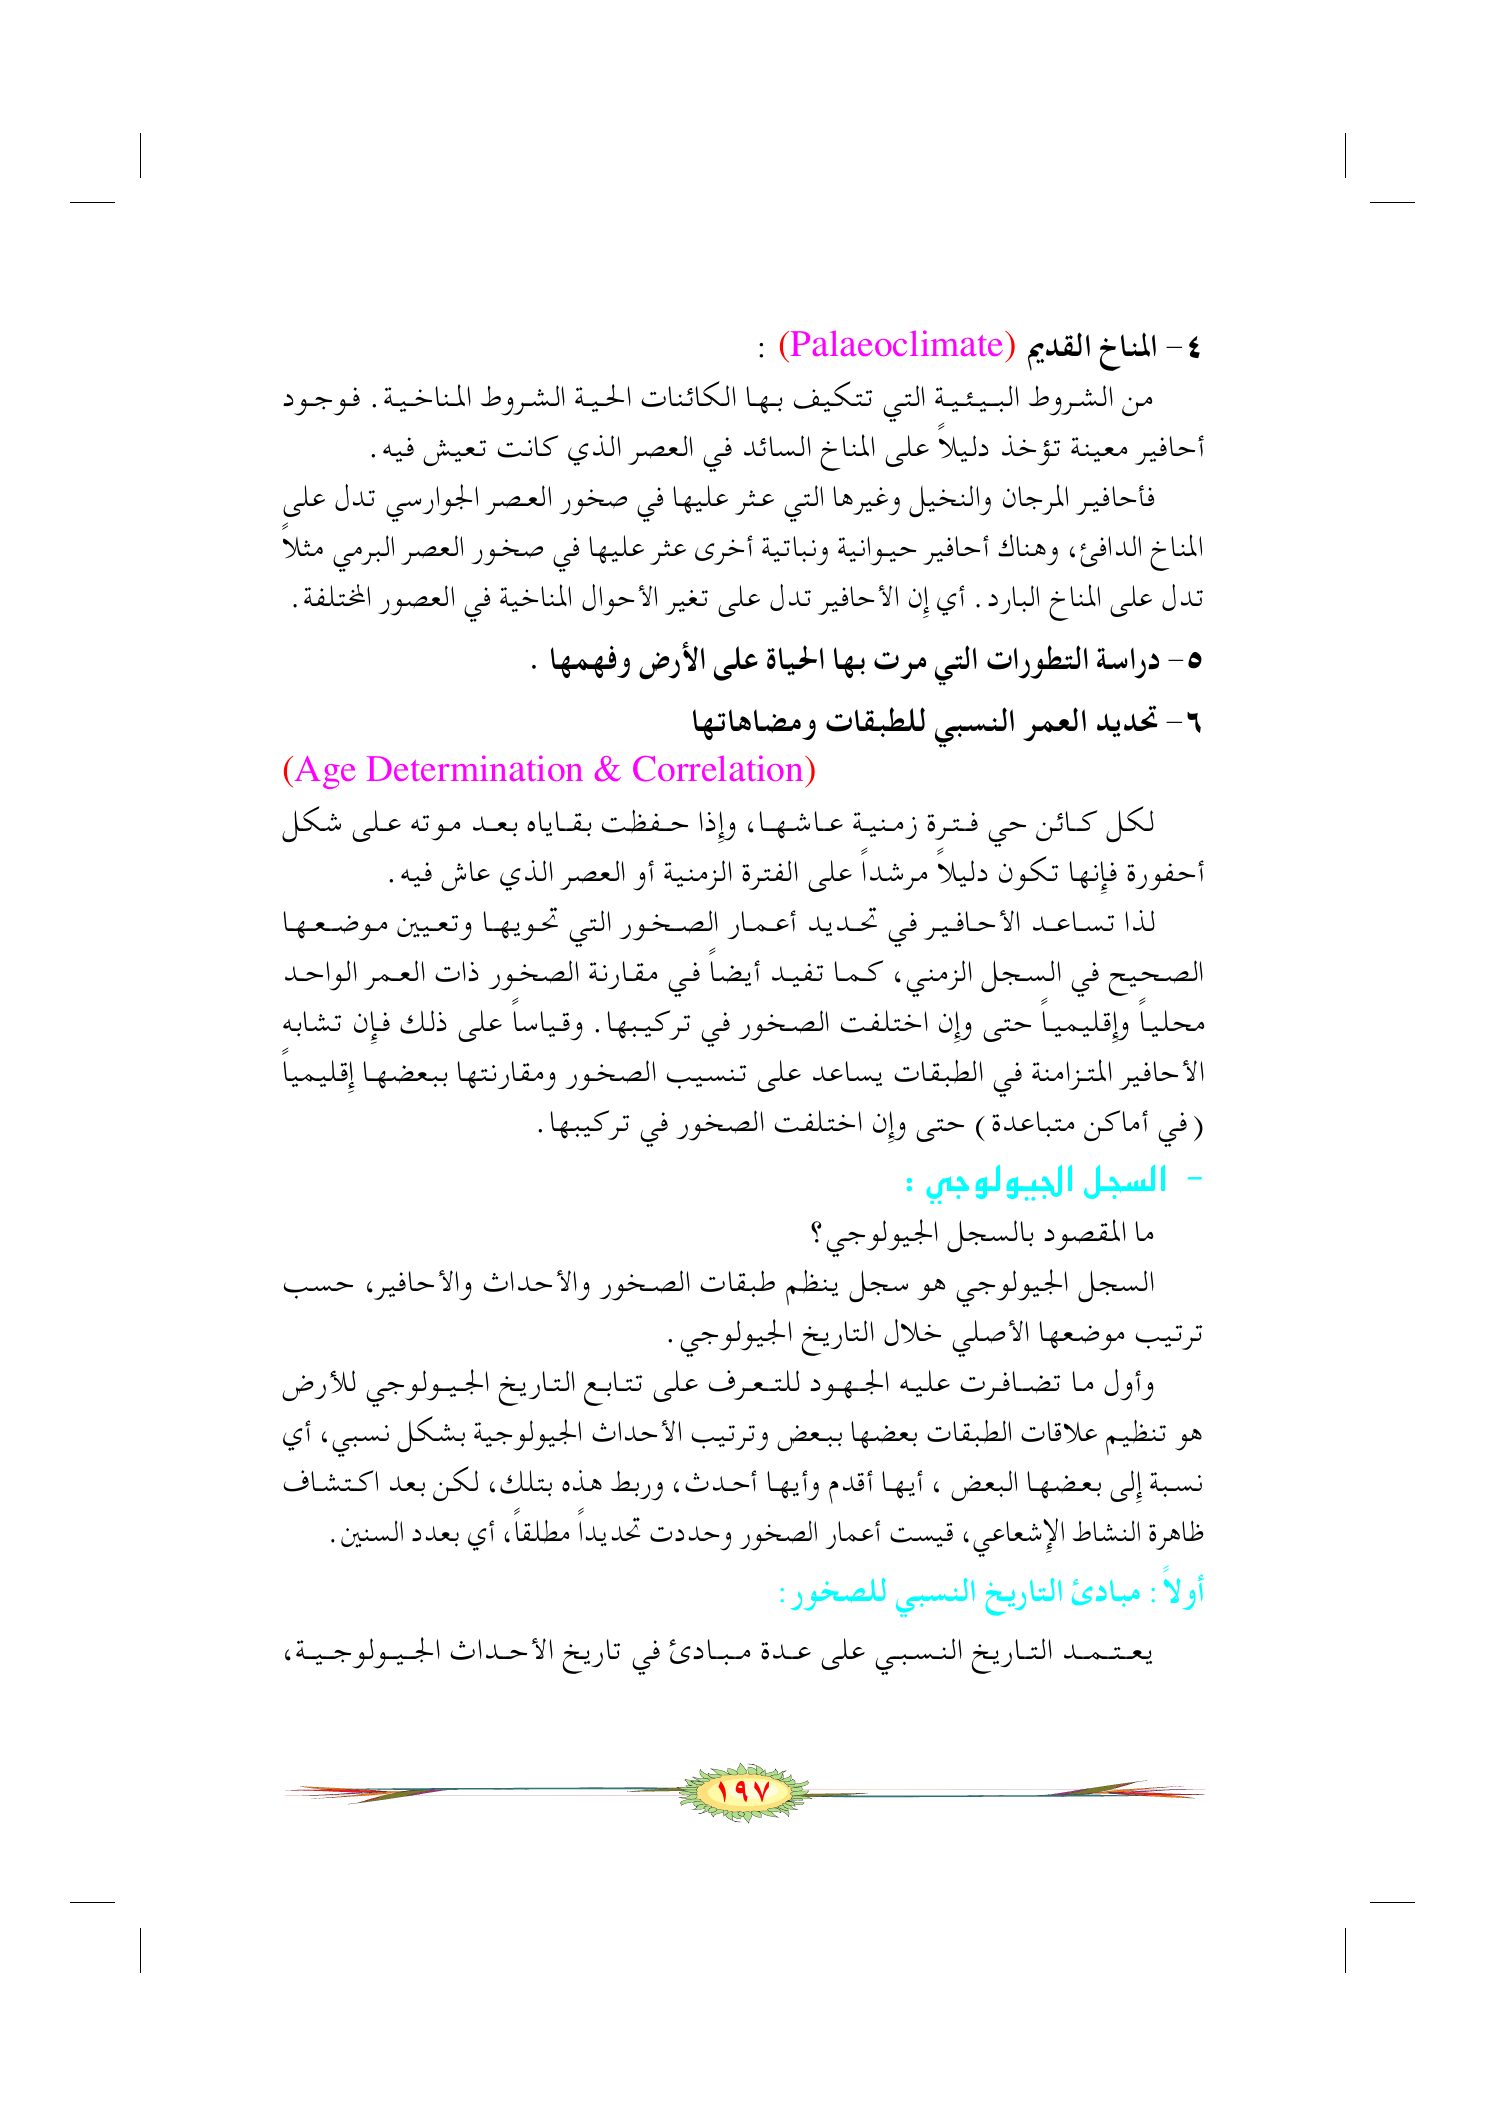 ٤- المناخ القديم (Palaeoclimate) :
من الشروط البيئية التي تتكيف بها الكائنات الحية الشروط المناخية. فوجود
أحافير معينة تؤخذ دليلاً على المناخ السائد في العصر الذي كانت تعيش فيه.
فأحافير المرجان والنخيل وغيرها التي عثر عليها في صخور العصر الجوارسي تدل على
المناخ الدافئ، وهناك أحافير حيوانية ونباتية أخرى عثر عليها في صخور العصر البرمي مثلاً
تدل على المناخ البارد. أي إن الأحافير تدل على تغير الأحوال المناخية في العصور المختلفة.
٥- دراسة التطورات التي مرت بها الحياة على الأرض وفهمها .
٦- تحديد العمر النسبي للطبقات ومضاهاتها
(Age Determination & Correlation)
لكل كائن حي فترة زمنية عاشها، وإذا حفظت بقاياه بعد موته على شكل
أحفورة فإنها تكون دليلاً مرشداً على الفترة الزمنية أو العصر الذي عاش فيه.
لذا تساعد الأحافير في تحديد أعمار الصخور التي تحويها وتعيين موضعها
الصحيح في السجل الزمني، كما تفيد أيضاً في مقارنة الصخور ذات العمر الواحد
محلياً وإقليمياً حتى وإن اختلفت الصخور في تركيبها. وقياساً على ذلك فإن تشابه
الأحافير المتزامنة في الطبقات يساعد على تنسيب الصخور ومقارنتها ببعضها إقليمياً
(في أماكن متباعدة) حتى وإن اختلفت الصخور في تركيبها.
- السجل الجيولوجي :
ما المقصود بالسجل الجيولوجي؟
السجل الجيولوجي هو سجل ينظم طبقات الصخور والأحداث والأحافير، حسب
ترتيب موضعها الأصلي خلال التاريخ الجيولوجي.
وأول ما تضافرت عليه الجهود للتعرف على تتابع التاريخ الجيولوجي للأرض
هو تنظيم علاقات الطبقات بعضها ببعض وترتيب الأحداث الجيولوجية بشكل نسبي، أي
نسبة إلى بعضها البعض ، أيها أقدم وأيها أحدث، وربط هذه بتلك، لكن بعد اكتشاف
ظاهرة النشاط الإشعاعي، قيست أعمار الصخور وحددت تحديداً مطلقاً، أي بعدد السنين.
أولاً : مبادئ التاريخ النسبي للصخور :
يعتمد التاريخ النسبي على عدة مبادئ في تاريخ الأحداث الجيولوجية،
١٩٧